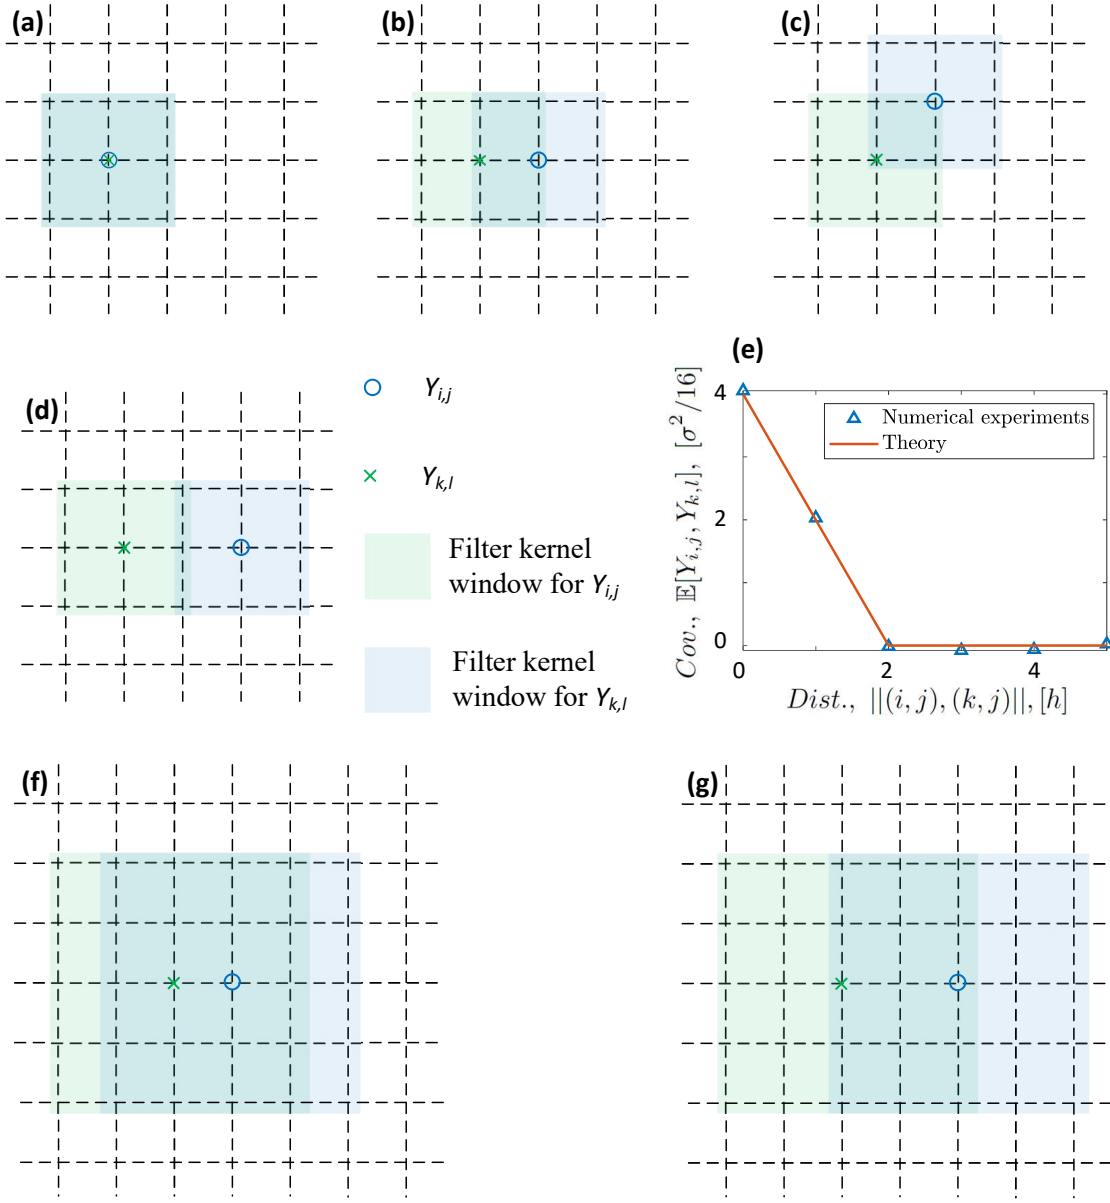 (a)
(b)
(c)
(d)
Y_{i,j}
Y_{k,l}
Filter kernel
window for Y_{i,j}
Filter kernel
window for Y_{k,l}
(e)
Cov., 𝔼[Y_{i,j}, Y_{k,l}], [σ²/16]
4
2
0
Numerical experiments
Theory
0 2 4
Dist., ||(i, j), (k, j)||, [h]
(f)
(g)